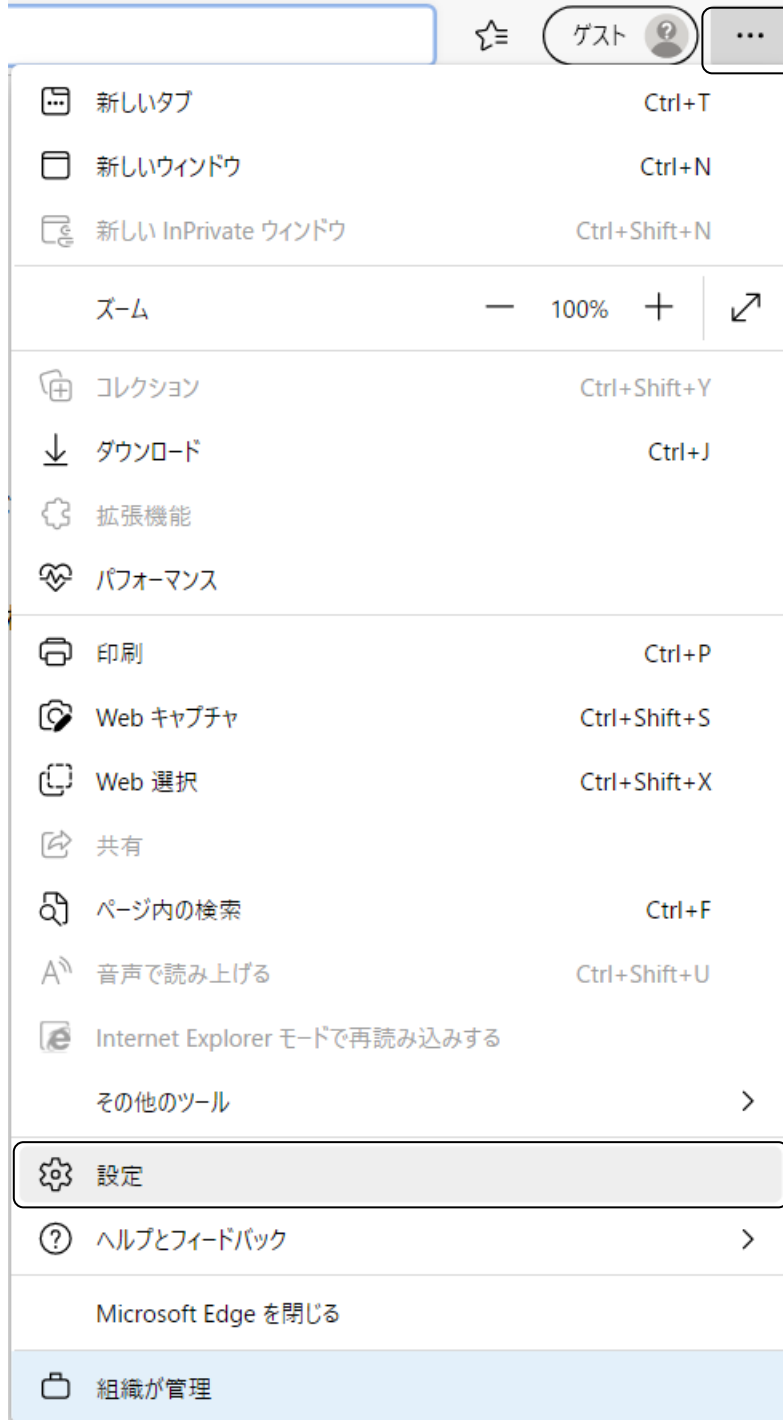 ゲスト
新しいタブ Ctrl+T
新しいウィンドウ Ctrl+N
新しい InPrivate ウィンドウ Ctrl+Shift+N
ズーム — 100% +
コレクション Ctrl+Shift+Y
ダウンロード Ctrl+J
拡張機能
パフォーマンス
印刷 Ctrl+P
Web キャプチャ Ctrl+Shift+S
Web 選択 Ctrl+Shift+X
共有
ページ内の検索 Ctrl+F
音声で読み上げる Ctrl+Shift+U
Internet Explorer モードで再読み込みする
その他のツール
設定
ヘルプとフィードバック
Microsoft Edge を閉じる
組織が管理